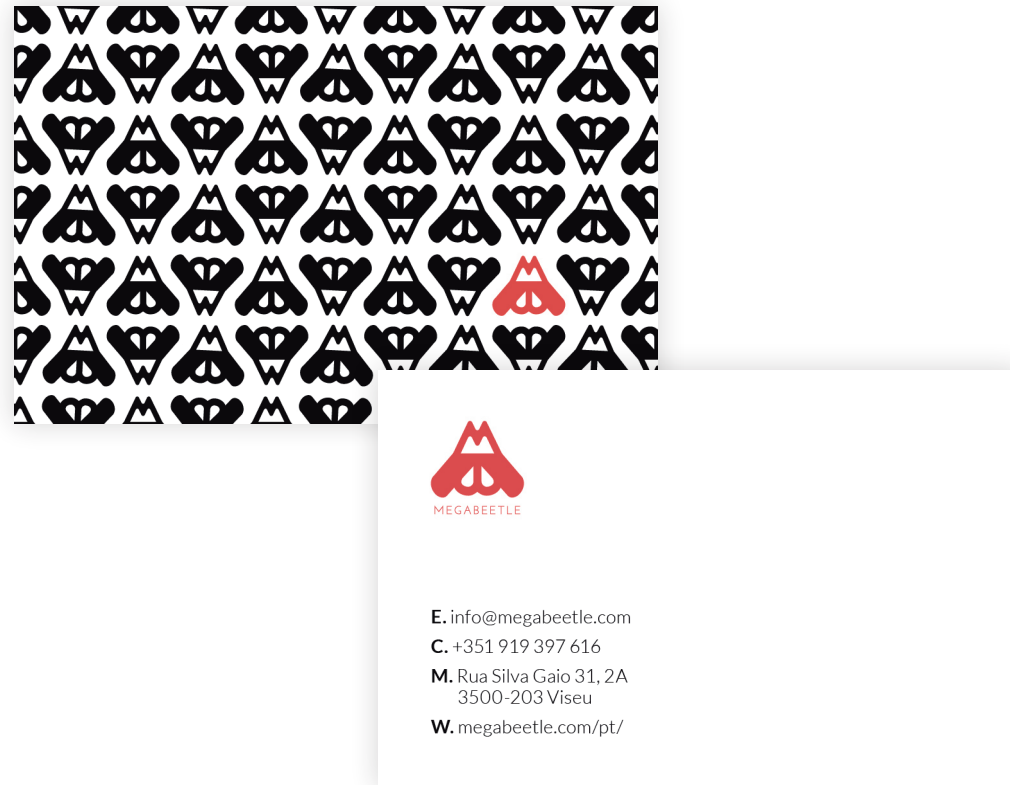 MEGABEETLE
E. info@megabeetle.com
C. +351 919 397 616
M. Rua Silva Gaio 31, 2A
3500-203 Viseu
W. megabeetle.com/pt/